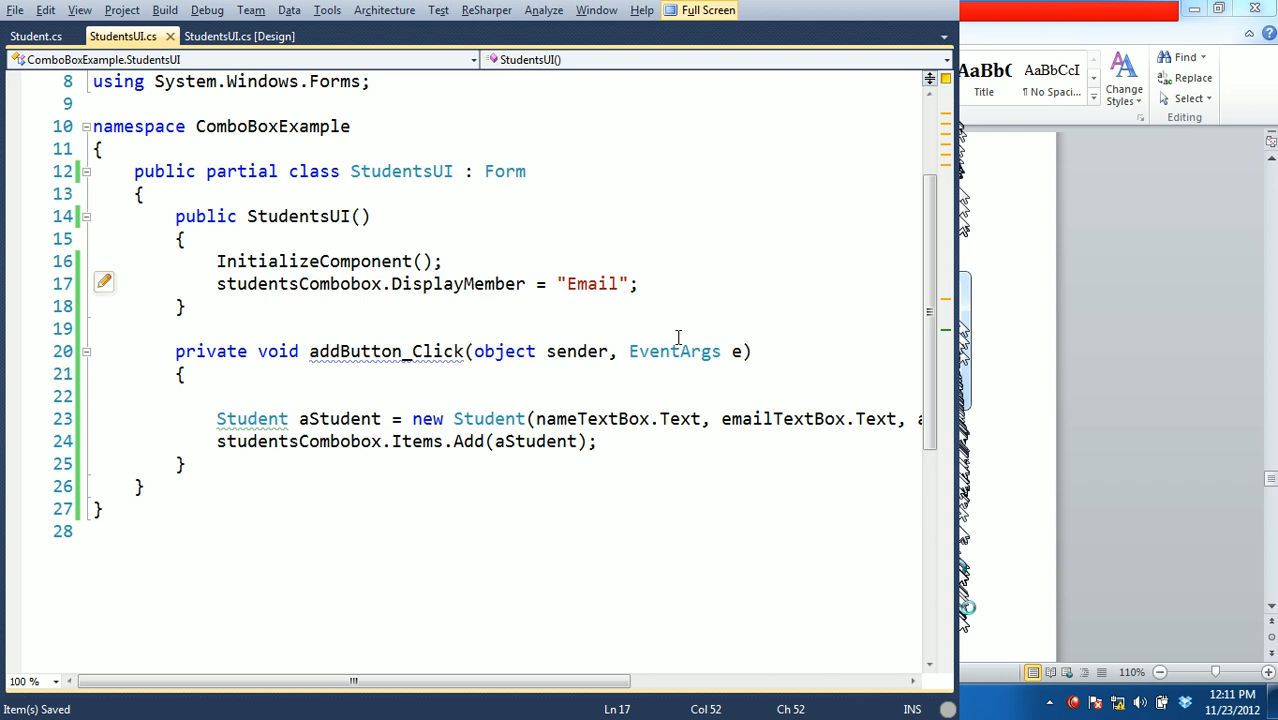 File Edit View Project Build Debug Team Data Tools Architecture Test ReSharper Analyze Window Help Full Screen
Student.cs StudentsUI.cs StudentsUI.cs [Design]
ComboBoxExample.StudentsUI StudentsUI()
8 using System.Windows.Forms;
9
10 namespace ComboBoxExample
11 {
12 public partial class StudentsUI : Form
13 {
14 public StudentsUI()
15 {
16 InitializeComponent();
17 studentsCombobox.DisplayMember = "Email";
18 }
19
20 private void addButton_Click(object sender, EventArgs e)
21 {
22
23 Student aStudent = new Student(nameTextBox.Text, emailTextBox.Text, a
24 studentsCombobox.Items.Add(aStudent);
25 }
26 }
27 }
28
100 %
Item(s) Saved Ln 17 Col 52 Ch 52 INS
AaBb( AaBbCcI
Title ¶ No Spaci...
Change Styles
Find
Replace
Select
Editing
110%
12:11 PM
11/23/2012